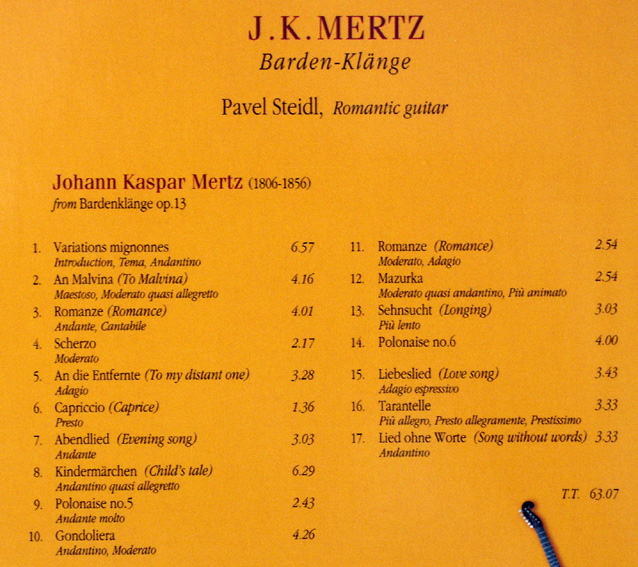 J.K. MERTZ
Barden-Klänge
Pavel Steidl, Romantic guitar
Johann Kaspar Mertz (1806-1856)
from Bardenklänge op.13
1. Variations mignonnes 6.57
Introduction, Tema, Andantino
2. An Malvina (To Malvina) 4.16
Maestoso, Moderato quasi allegretto
3. Romanze (Romance) 4.01
Andante, Cantabile
4. Scherzo 2.17
Moderato
5. An die Entfernte (To my distant one) 3.28
Adagio
6. Capriccio (Caprice) 1.36
Presto
7. Abendlied (Evening song) 3.03
Andante
8. Kindermärchen (Child's tale) 6.29
Andantino quasi allegretto
9. Polonaise no.5 2.43
Andante molto
10. Gondoliera 4.26
Andantino, Moderato
11. Romanze (Romance) 2.54
Moderato, Adagio
12. Mazurka 2.54
Moderato quasi andantino, Più animato
13. Sehnsucht (Longing) 3.03
Più lento
14. Polonaise no.6 4.00
15. Liebeslied (Love song) 3.43
Adagio espressivo
16. Tarantelle 3.33
Più allegro, Presto allegramente, Prestissimo
17. Lied ohne Worte (Song without words) 3.33
Andantino
T.T. 63.07